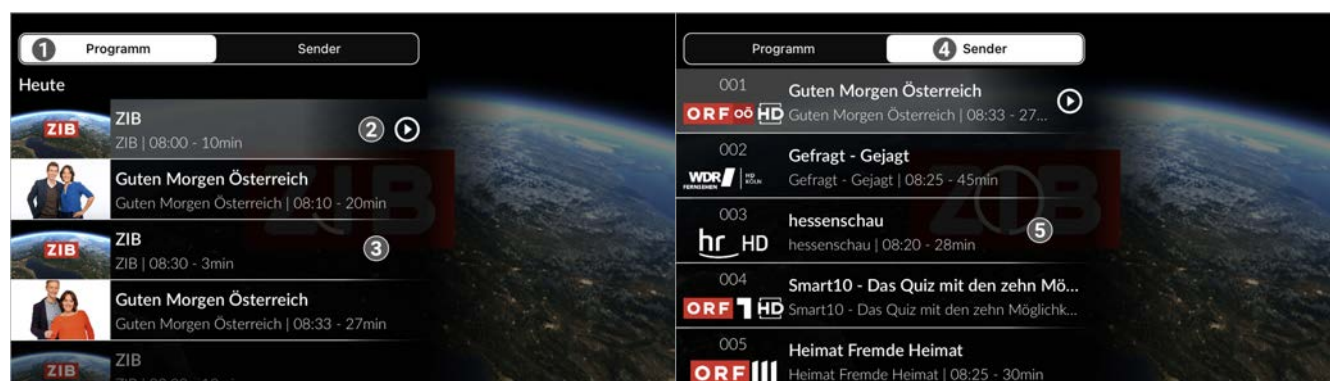 1 Programm Sender
Heute
ZIB
ZIB
ZIB | 08:00 - 10min
2
Guten Morgen Österreich
Guten Morgen Österreich | 08:10 - 20min
ZIB
ZIB
ZIB | 08:30 - 3min
3
Guten Morgen Österreich
Guten Morgen Österreich | 08:33 - 27min
ZIB
ZIB
ZIB
Programm 4 Sender
001
ORF OÖ HD
Guten Morgen Österreich
Guten Morgen Österreich | 08:33 - 27...
002
WDR FERNSEHEN HD KÖLN
Gefragt - Gejagt
Gefragt - Gejagt | 08:25 - 45min
ZIB
003
hr HD
hessenschau
hessenschau | 08:20 - 28min
5
004
ORF 1 HD
Smart10 - Das Quiz mit den zehn Mö...
Smart10 - Das Quiz mit den zehn Möglichk...
005
ORF III
Heimat Fremde Heimat
Heimat Fremde Heimat | 08:25 - 30min